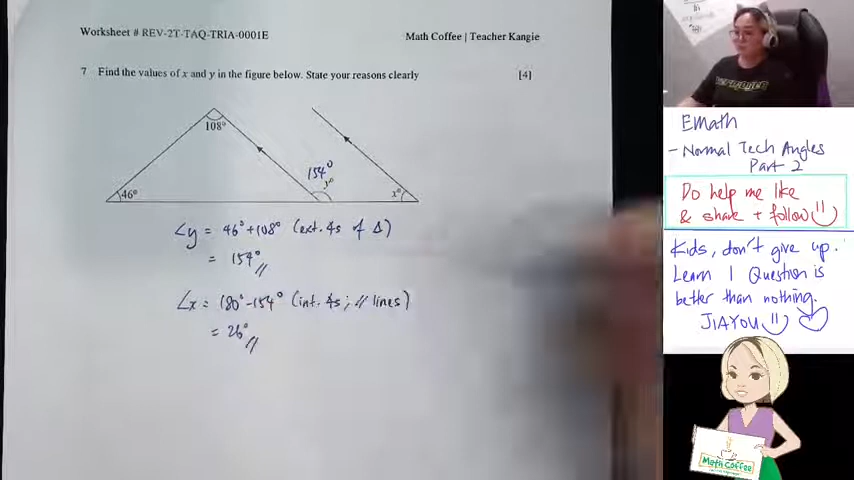 Worksheet # REV-2T-TAQ-TRIA-0001E
Math Coffee | Teacher Kangie
7 Find the values of x and y in the figure below. State your reasons clearly [4]
108°
154°
y°
46°
x°
∠y = 46° + 108° (ext. ∠s of Δ)
= 154° //
∠x = 180° - 154° (int. ∠s, // lines)
= 26° //
EMath
- Normal Tech Angles
Part 2
Do help me like
& share + follow
Kids, don't give up.
Learn 1 Question is
better than nothing.
JIAYOU
Math Coffee